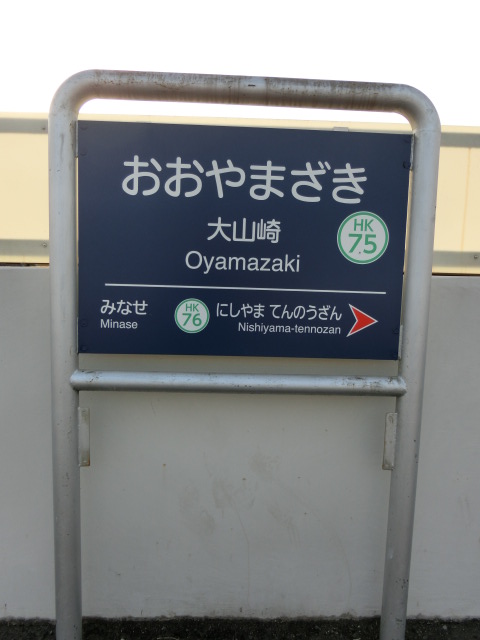 おおやまざき
大山崎
Oyamazaki
HK
75
みなせ
Minase
HK
76
にしやま てんのうざん
Nishiyama-tennozan